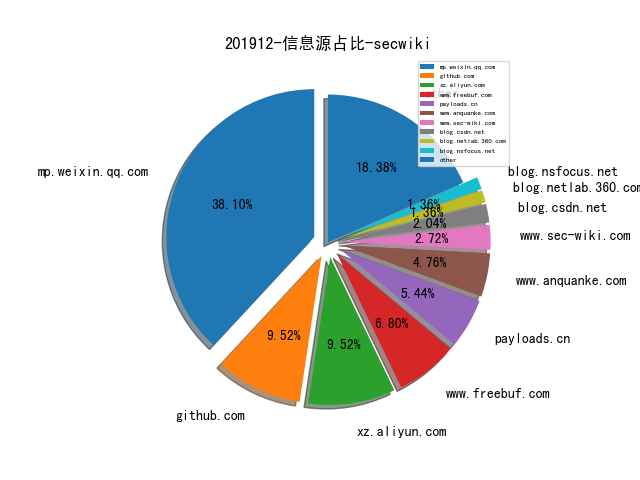 201912-信息源占比-secwiki
mp.weixin.qq.com
github.com
xz.aliyun.com
www.freebuf.com
payloads.cn
www.anquanke.com
www.sec-wiki.com
blog.csdn.net
blog.netlab.360.com
blog.nsfocus.net
other
other
18.38%
mp.weixin.qq.com
38.10%
blog.nsfocus.net
1.36%
blog.netlab.360.com
1.36%
blog.csdn.net
2.04%
www.sec-wiki.com
2.72%
4.76%
www.anquanke.com
5.44%
payloads.cn
6.80%
www.freebuf.com
9.52%
9.52%
github.com
xz.aliyun.com